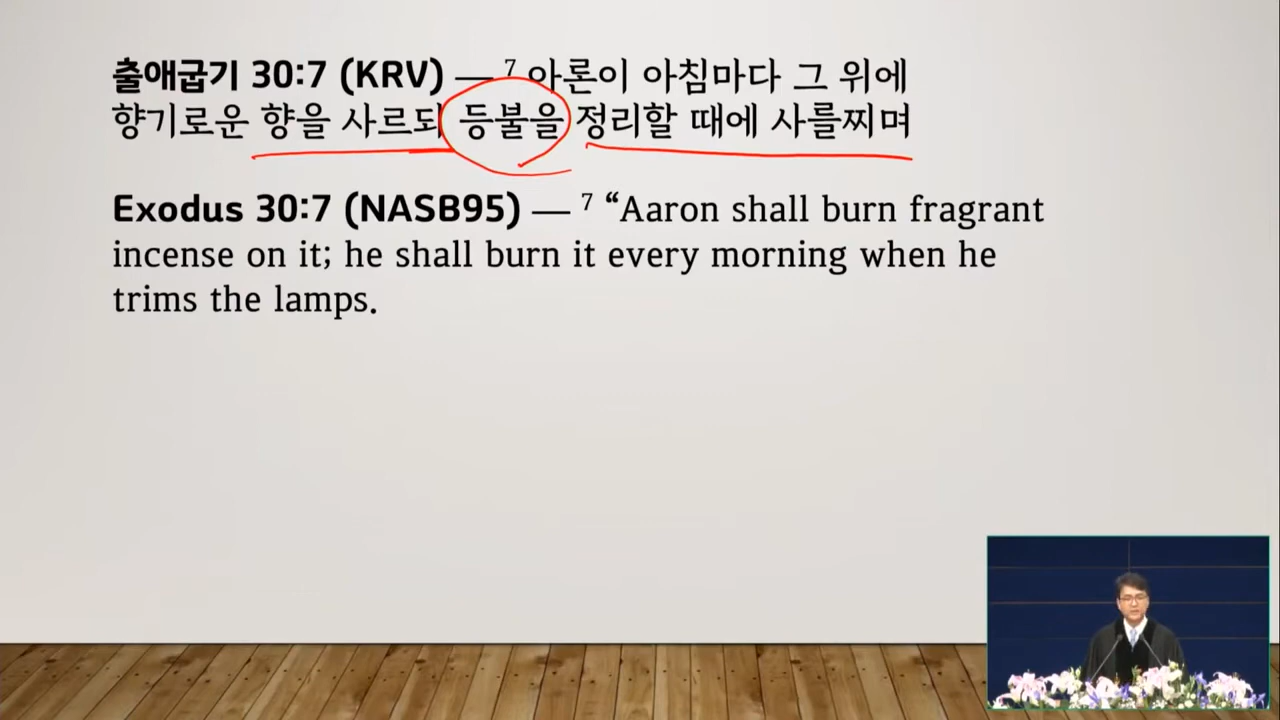 출애굽기 30:7 (KRV) — 7 아론이 아침마다 그 위에
향기로운 향을 사르되 등불을 정리할 때에 사를찌며
Exodus 30:7 (NASB95) — 7 “Aaron shall burn fragrant
incense on it; he shall burn it every morning when he
trims the lamps.